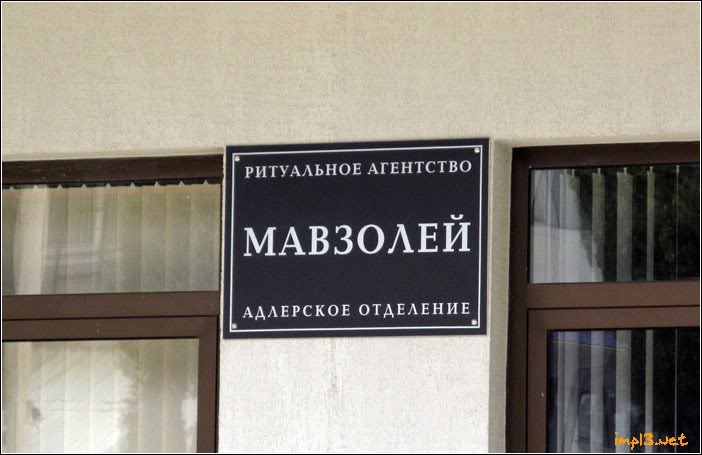 РИТУАЛЬНОЕ АГЕНТСТВО
МАВЗОЛЕЙ
АДЛЕРСКОЕ ОТДЕЛЕНИЕ
impl3.net